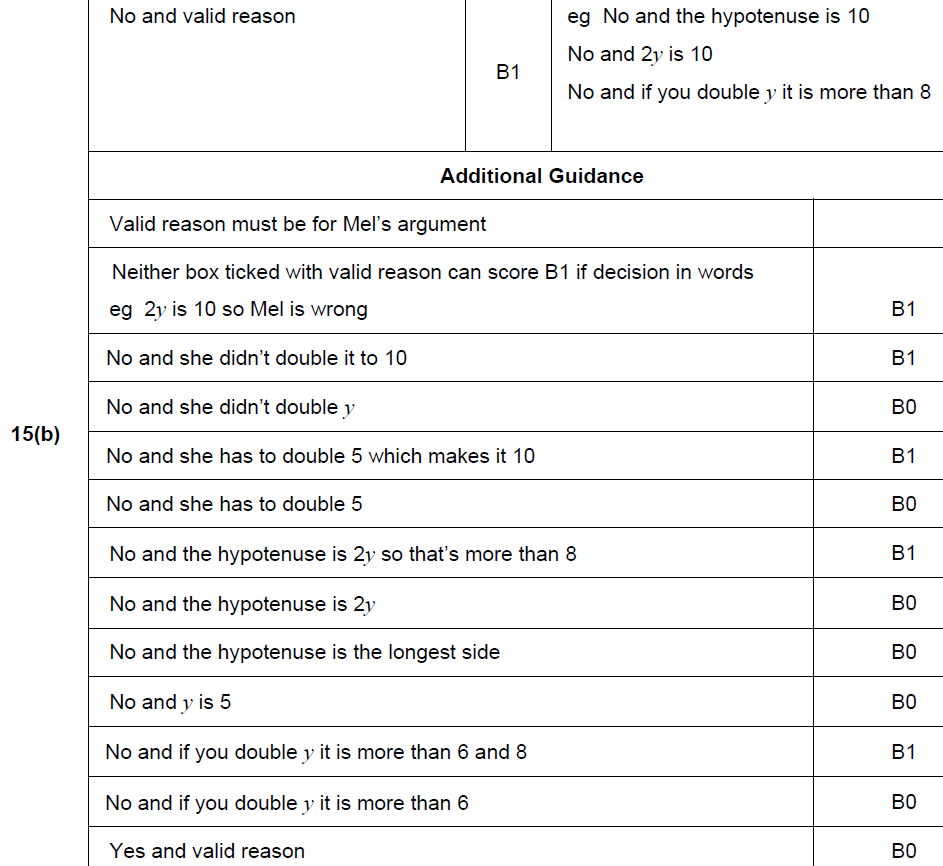 No and valid reason
B1
eg No and the hypotenuse is 10
No and 2y is 10
No and if you double y it is more than 8
Additional Guidance
15(b)
Valid reason must be for Mel’s argument
Neither box ticked with valid reason can score B1 if decision in words
eg 2y is 10 so Mel is wrong B1
No and she didn’t double it to 10 B1
No and she didn’t double y B0
No and she has to double 5 which makes it 10 B1
No and she has to double 5 B0
No and the hypotenuse is 2y so that’s more than 8 B1
No and the hypotenuse is 2y B0
No and the hypotenuse is the longest side B0
No and y is 5 B0
No and if you double y it is more than 6 and 8 B1
No and if you double y it is more than 6 B0
Yes and valid reason B0